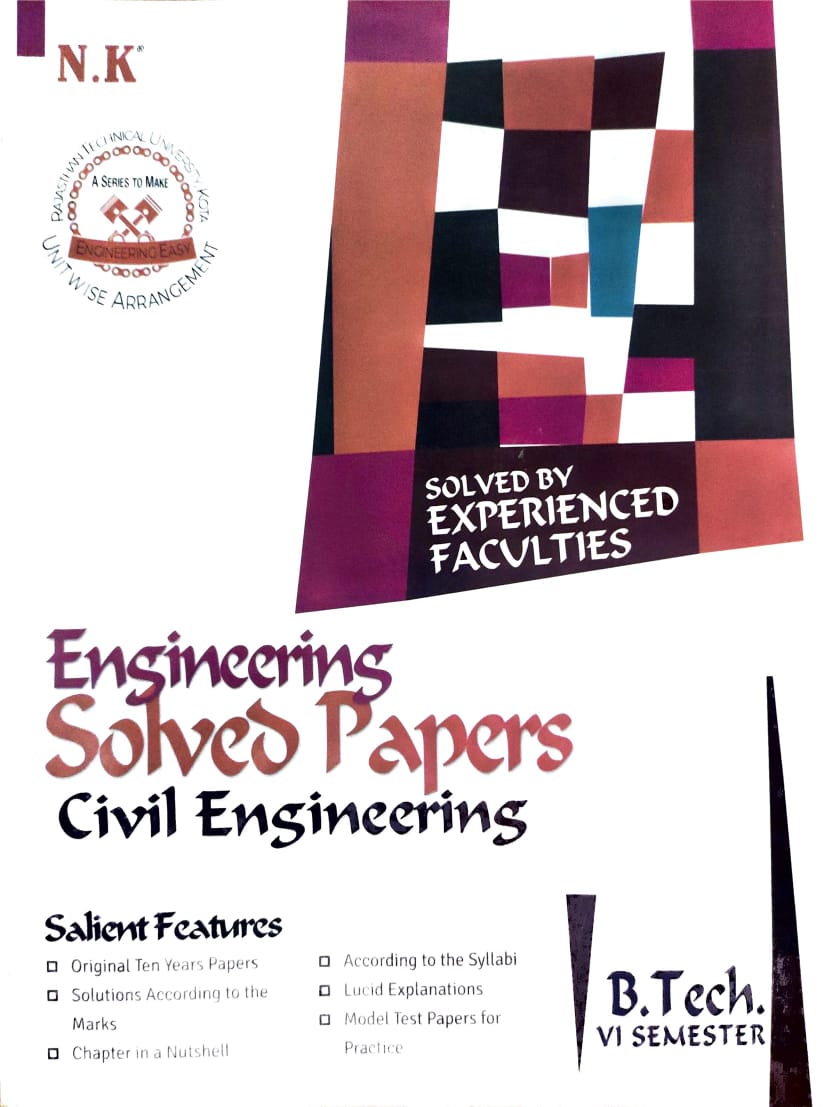 N.K®
RAJASTHAN TECHNICAL UNIVERSITY KOTA
A SERIES TO MAKE
ENGINEERING EASY
UNITWISE ARRANGEMENT
SOLVED BY
EXPERIENCED
FACULTIES
Engineering
Solved Papers
Civil Engineering
Salient Features
Original Ten Years Papers
Solutions According to the
Marks
Chapter in a Nutshell
According to the Syllabi
Lucid Explanations
Model Test Papers for
Practice
B.Tech.
VI SEMESTER